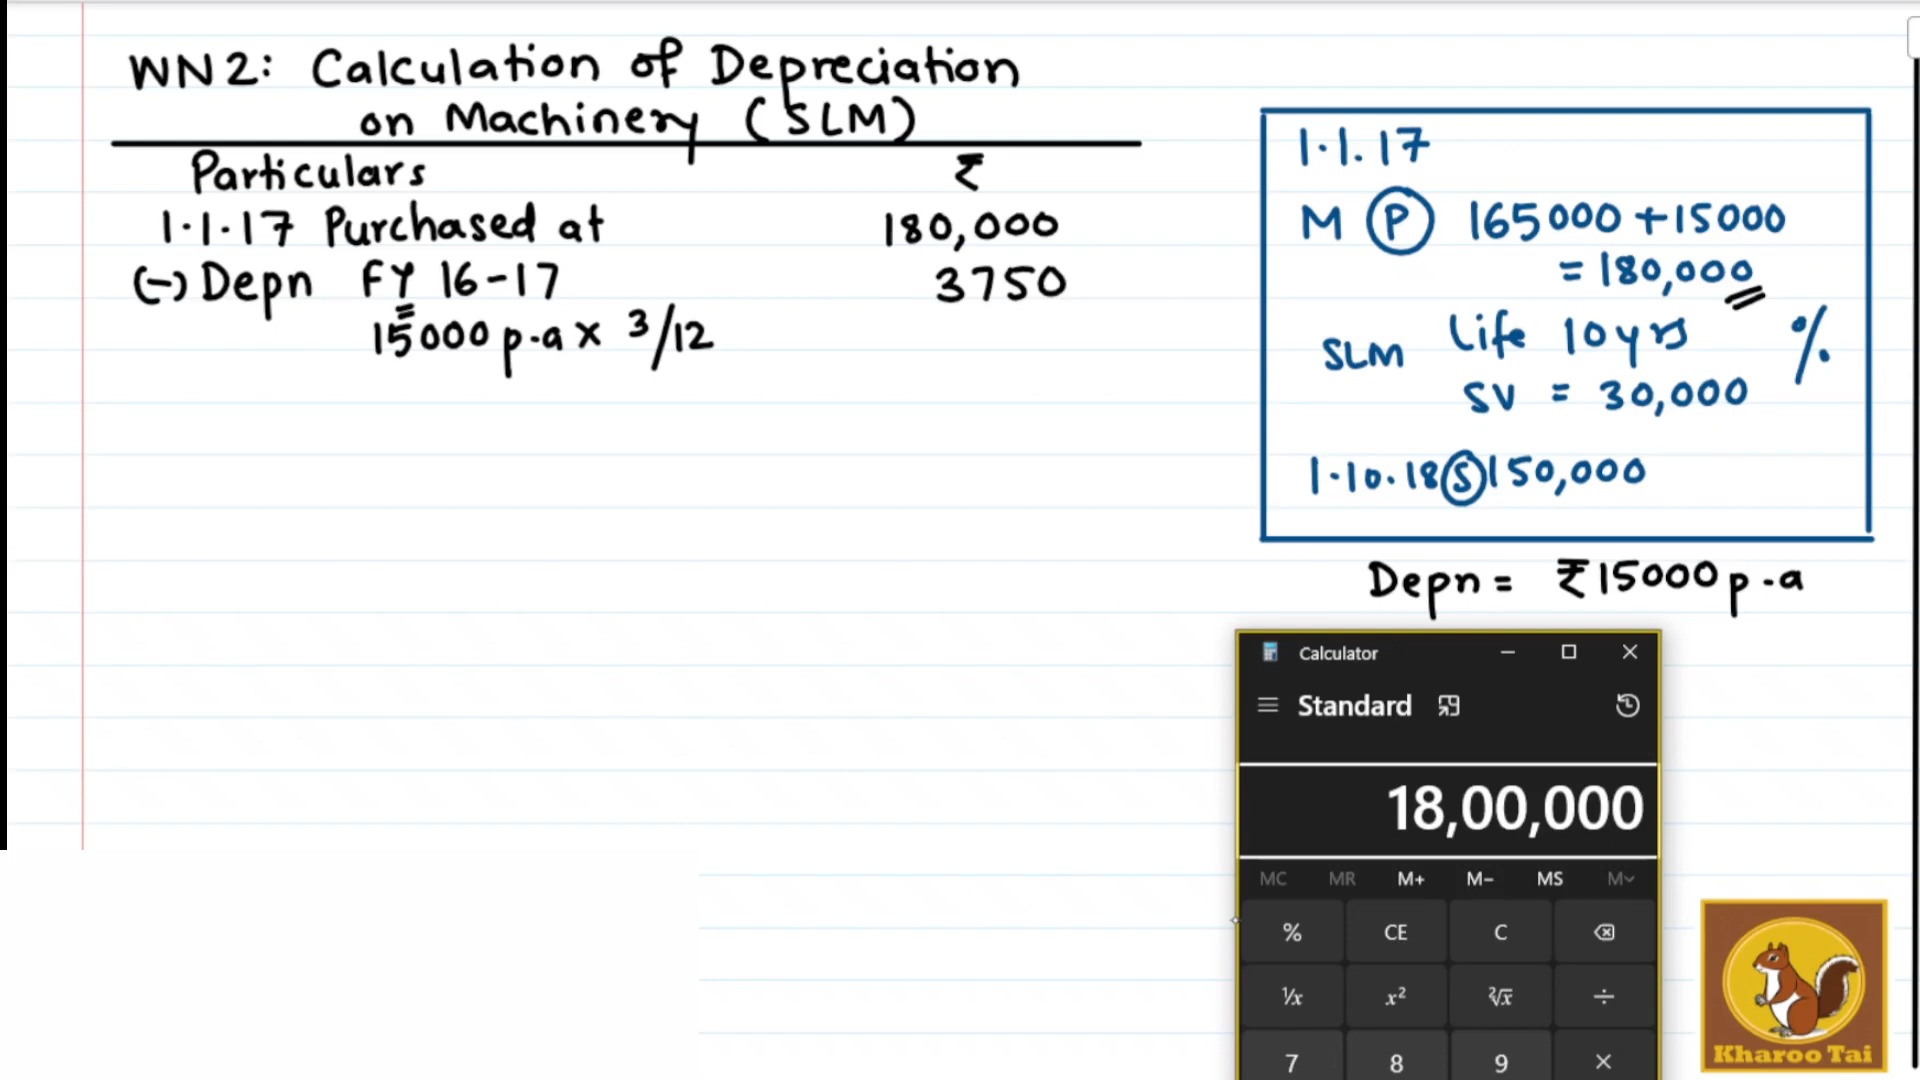 WN2: Calculation of Depreciation
on Machinery (SLM)
Particulars ₹
1.1.17 Purchased at 180,000
(-) Depn FY 16-17 3750
15000 p.a x 3/12
1.1.17
M P 165000 + 15000
= 180,000
SLM Life 10 yrs %
SV = 30,000
1.10.18 S 150,000
Depn = ₹15000 p.a
Calculator
Standard
18,00,000
MC MR M+ M- MS M
% CE C
1/x x² ²√x ÷
7 8 9 ×
Kharoo Tai